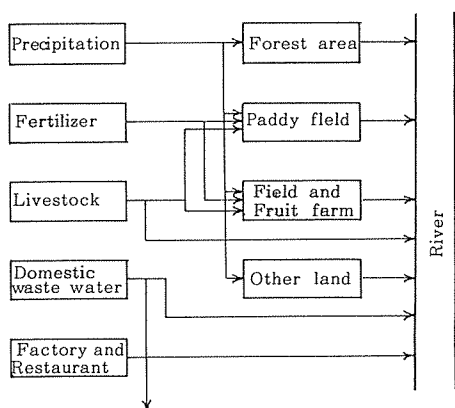 Precipitation
Forest area
Fertilizer
Paddy field
Livestock
Field and
Fruit farm
River
Domestic
waste water
Other land
Factory and
Restaurant